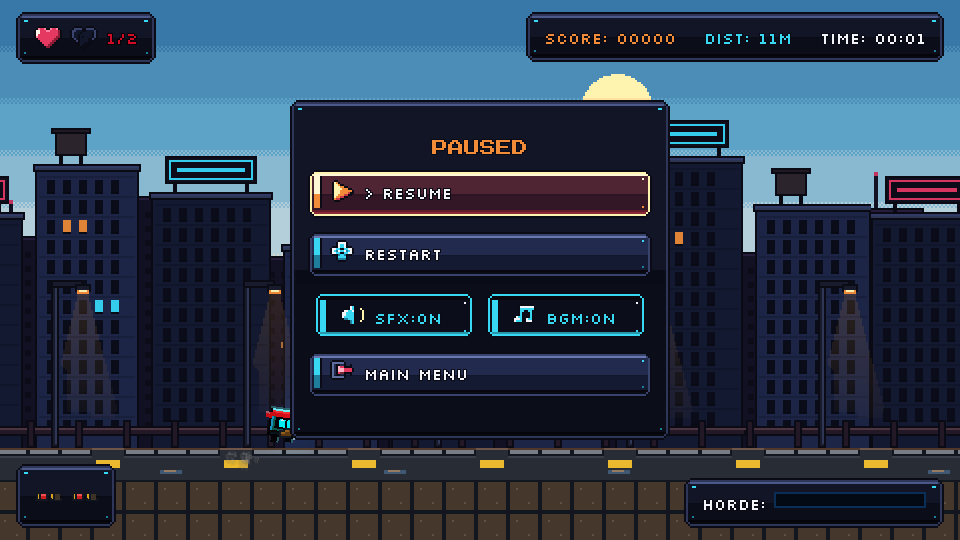 1/2
SCORE: 00000 DIST: 11M TIME: 00:01
PAUSED
> RESUME
RESTART
SFX:ON BGM:ON
MAIN MENU
HORDE: